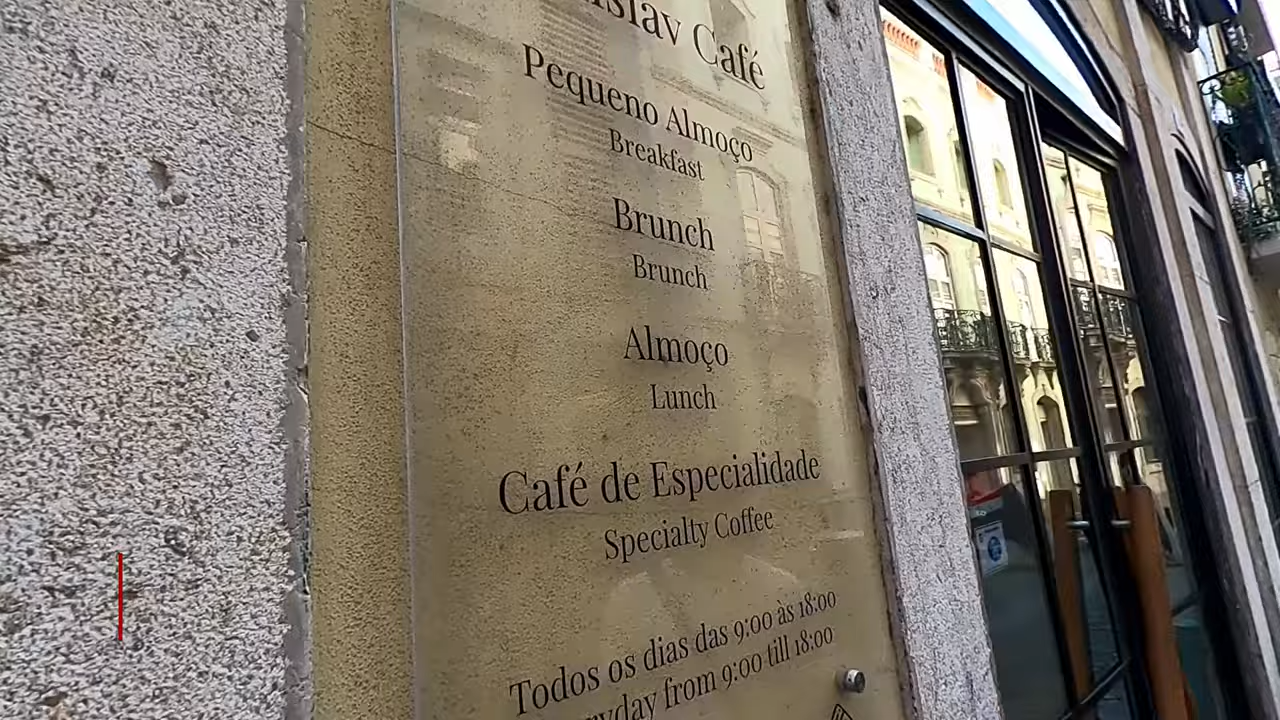 Café
Pequeno Almoço
Breakfast
Brunch
Brunch
Almoço
Lunch
Café de Especialidade
Specialty Coffee
Todos os dias das 9:00 às 18:00
from 9:00 till 18:00